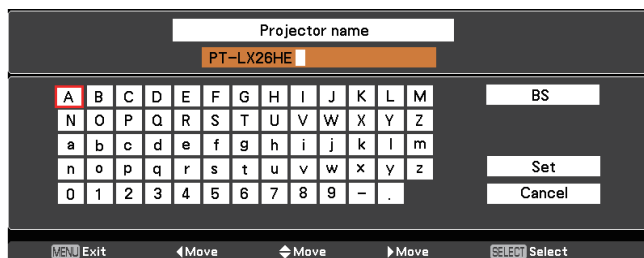 Projector name
PT-LX26HE
A B C D E F G H I J K L M BS
N O P Q R S T U V W X Y Z
a b c d e f g h i j k l m
n o p q r s t u v w x y z Set
0 1 2 3 4 5 6 7 8 9 - . Cancel
MENU Exit ◀Move ◆Move ▶Move SELECT Select